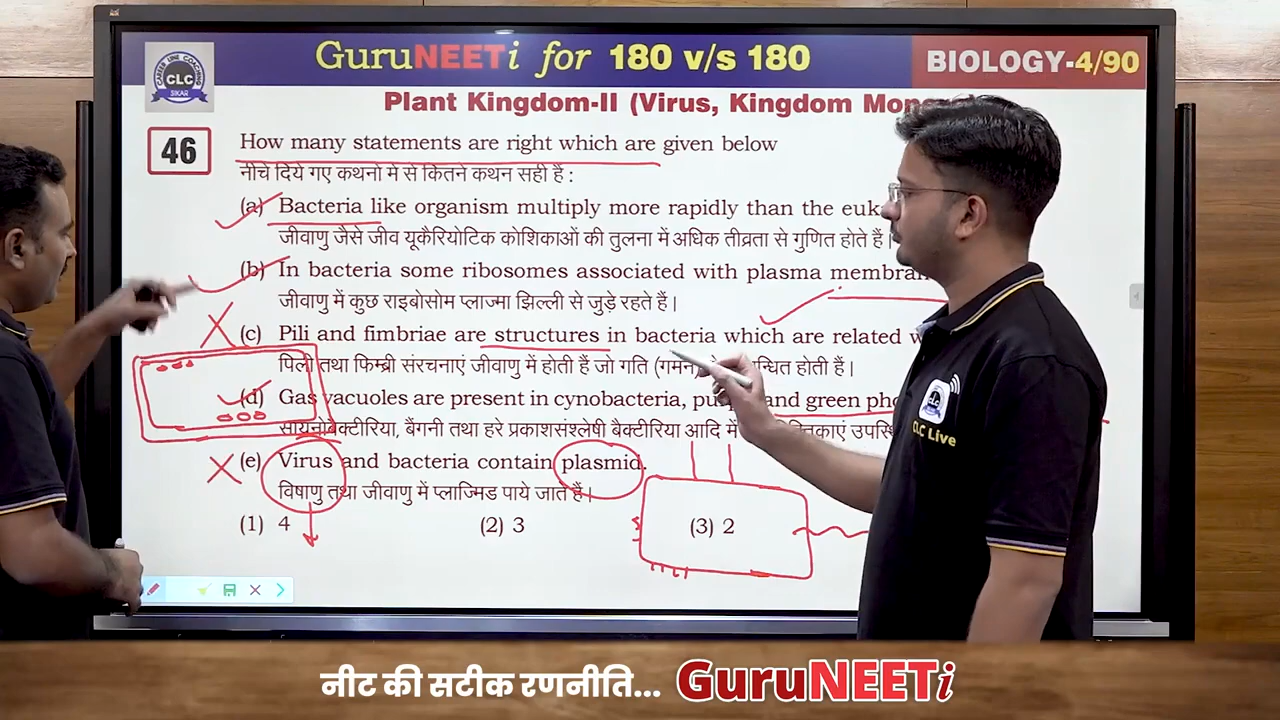 GuruNEETi for 180 v/s 180
BIOLOGY-4/90
CLC
SIKAR
Plant Kingdom-II (Virus, Kingdom
46
How many statements are right which are given below
नीचे दिये गए कथनो में से कितने कथन सही हैं :
(a) Bacteria like organism multiply more rapidly than the
जीवाणु जैसे जीव यूकैरियोटिक कोशिकाओं की तुलना में अधिक तीव्रता से गुणित होते हैं।
(b) In bacteria some ribosomes associated with plasma
जीवाणु में कुछ राइबोसोम प्लाज्मा झिल्ली से जुड़े रहते हैं।
(c) Pili and fimbriae are structures in bacteria which are related
पिली तथा फिम्ब्री संरचनाएं जीवाणु में होती हैं जो गति (गमन) होती हैं।
(d) Gas vacuoles are present in cynobacteria, and green
सायनोबैक्टीरिया, बैंगनी तथा हरे प्रकाशसंश्लेषी बैक्टीरिया आदि में
(e) Virus and bacteria contain plasmid.
विषाणु तथा जीवाणु में प्लाज्मिड पाये जाते हैं।
(1) 4 (2) 3 (3) 2
CLC
CLC Live
नीट की सटीक रणनीति... GuruNEETi